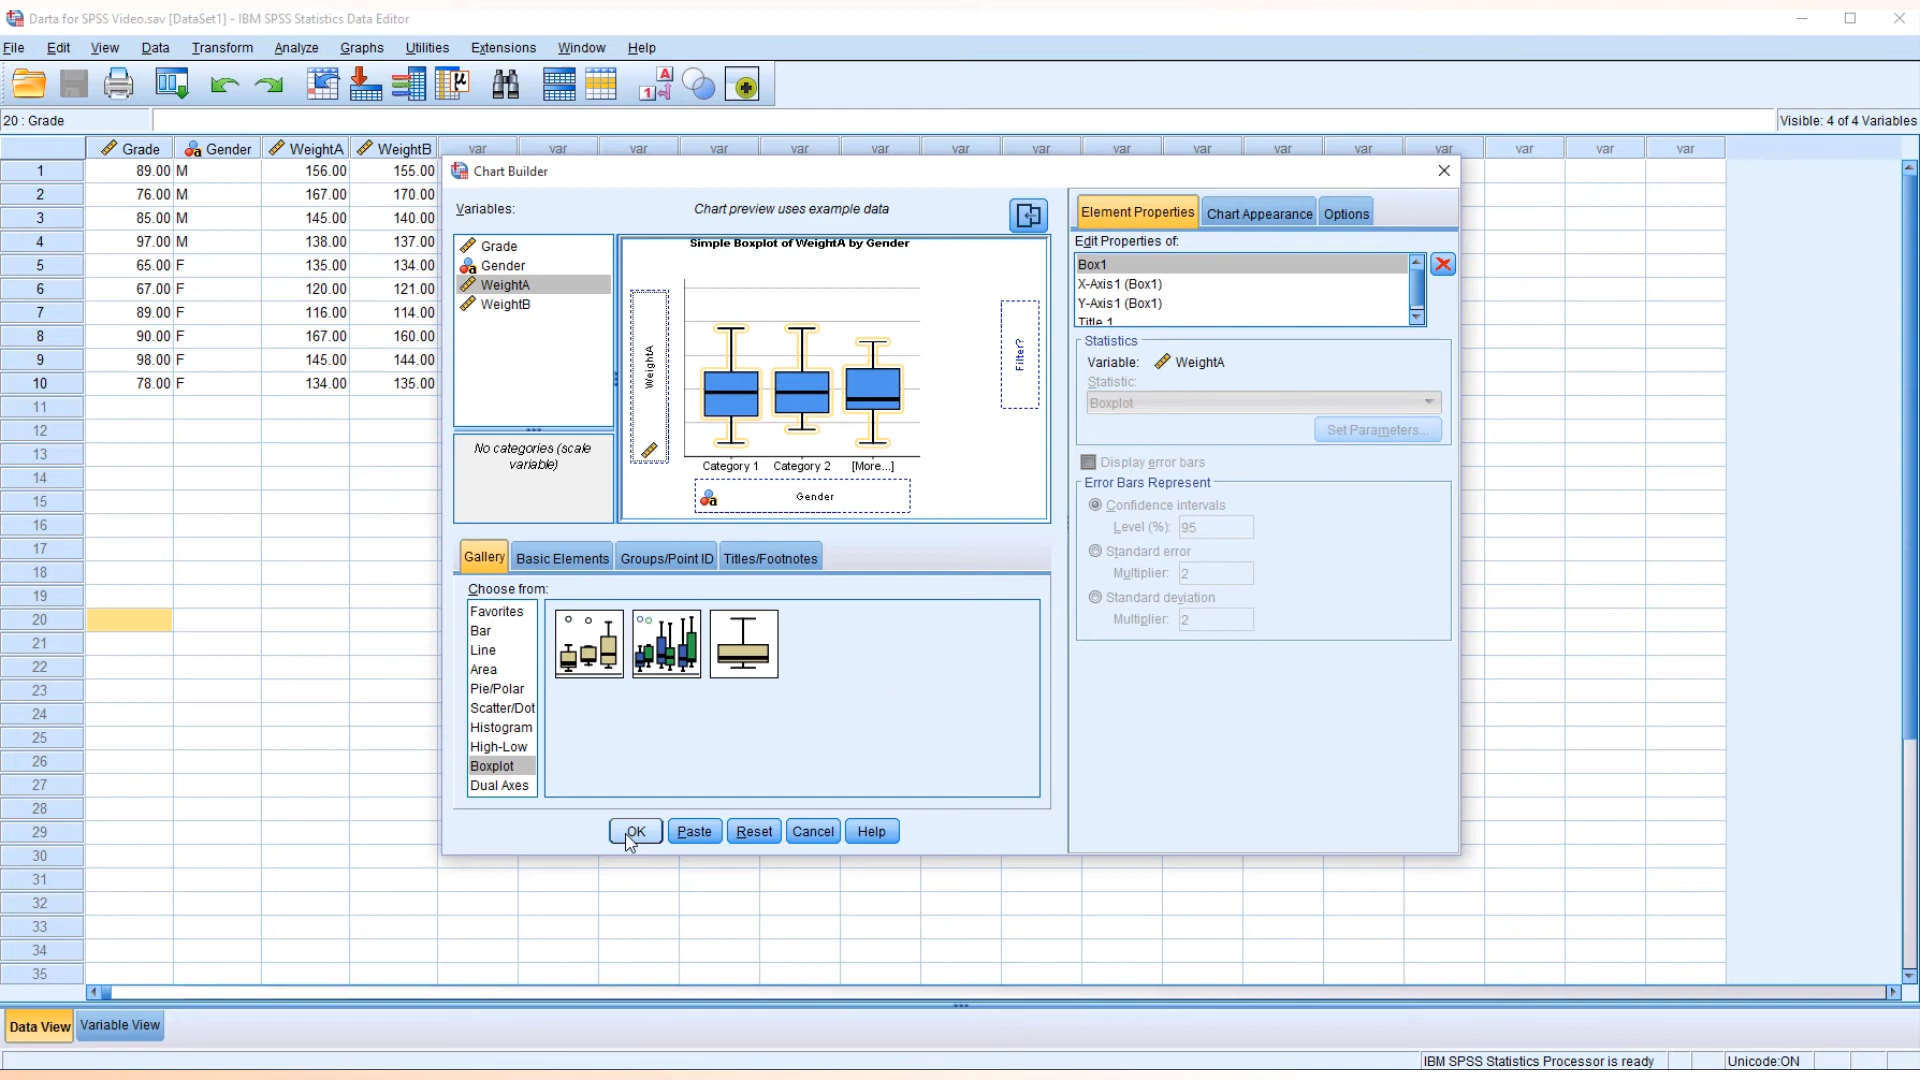 Darta for SPSS Video.sav [DataSet1] - IBM SPSS Statistics Data Editor
File Edit View Data Transform Analyze Graphs Utilities Extensions Window Help
20 : Grade
Visible: 4 of 4 Variables
Grade Gender WeightA WeightB var var var var var var var var var var var var var var var var
1 89.00 M 156.00 155.00
2 76.00 M 167.00 170.00
3 85.00 M 145.00 140.00
4 97.00 M 138.00 137.00
5 65.00 F 135.00 134.00
6 67.00 F 120.00 121.00
7 89.00 F 116.00 114.00
8 90.00 F 167.00 160.00
9 98.00 F 145.00 144.00
10 78.00 F 134.00 135.00
11
12
13
14
15
16
17
18
19
20
21
22
23
24
25
26
27
28
29
30
31
32
33
34
35
Chart Builder
Variables:
Chart preview uses example data
Grade
Gender
WeightA
WeightB
No categories (scale
variable)
Simple Boxplot of WeightA by Gender
WeightA
Filter?
Category 1 Category 2 [More...]
Gender
Gallery Basic Elements Groups/Point ID Titles/Footnotes
Choose from:
Favorites
Bar
Line
Area
Pie/Polar
Scatter/Dot
Histogram
High-Low
Boxplot
Dual Axes
OK Paste Reset Cancel Help
Element Properties Chart Appearance Options
Edit Properties of:
Box1
X-Axis1 (Box1)
Y-Axis1 (Box1)
Title 1
Statistics
Variable: WeightA
Statistic:
Boxplot
Set Parameters...
Display error bars
Error Bars Represent
Confidence intervals
Level (%): 95
Standard error
Multiplier: 2
Standard deviation
Multiplier: 2
Data View Variable View
IBM SPSS Statistics Processor is ready Unicode:ON